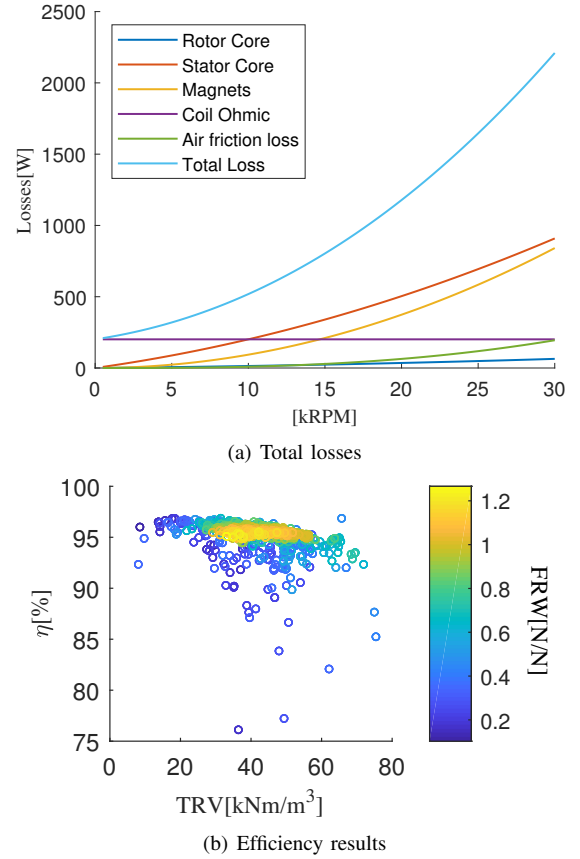 2500
2000
1500
1000
500
0
Losses[W]
Rotor Core
Stator Core
Magnets
Coil Ohmic
Air friction loss
Total Loss
0 5 10 15 20 25 30
[kRPM]
(a) Total losses
100
95
90
85
80
75
η[%]
0 20 40 60 80
TRV[kNm/m³]
1.2
1
0.8
0.6
0.4
0.2
FRW[N/N]
(b) Efficiency results